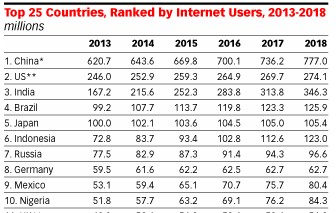 Top 25 Countries, Ranked by Internet Users, 2013-2018
millions
2013 2014 2015 2016 2017 2018
1. China* 620.7 643.6 669.8 700.1 736.2 777.0
2. US** 246.0 252.9 259.3 264.9 269.7 274.1
3. India 167.2 215.6 252.3 283.8 313.8 346.3
4. Brazil 99.2 107.7 113.7 119.8 123.3 125.9
5. Japan 100.0 102.1 103.6 104.5 105.0 105.4
6. Indonesia 72.8 83.7 93.4 102.8 112.6 123.0
7. Russia 77.5 82.9 87.3 91.4 94.3 96.6
8. Germany 59.5 61.6 62.2 62.5 62.7 62.7
9. Mexico 53.1 59.4 65.1 70.7 75.7 80.4
10. Nigeria 51.8 57.7 63.2 69.1 76.2 84.3